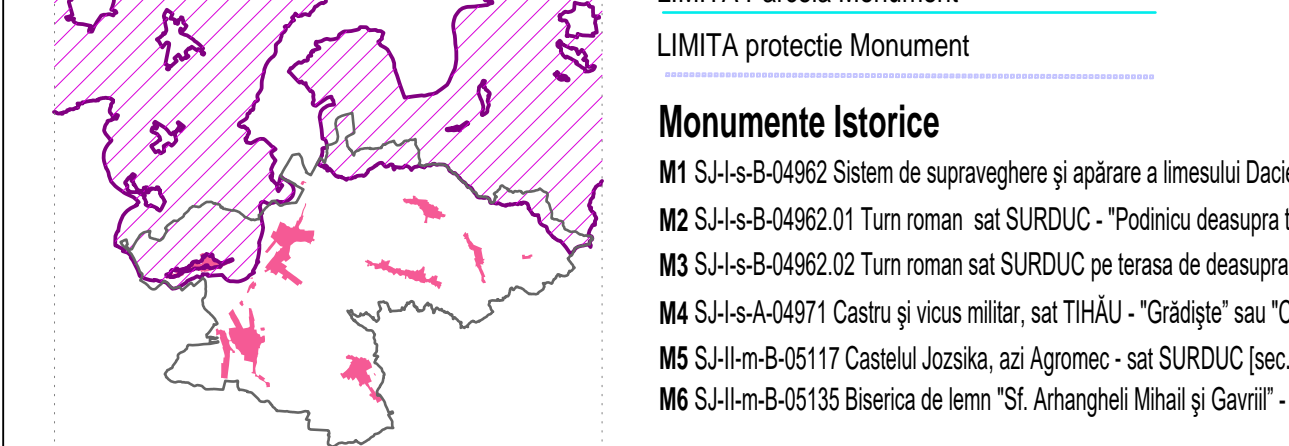 LIMITA Parcela Monument
LIMITA protectie Monument
Monumente Istorice
M1 SJ-I-s-B-04962 Sistem de supraveghere şi apărare a limesului Dacie
M2 SJ-I-s-B-04962.01 Turn roman sat SURDUC - "Podinicu deasupra t
M3 SJ-I-s-B-04962.02 Turn roman sat SURDUC pe terasa de deasupra
M4 SJ-I-s-A-04971 Castru şi vicus militar, sat TIHĂU - "Grădişte” sau "C
M5 SJ-II-m-B-05117 Castelul Jozsika, azi Agromec - sat SURDUC [sec.
M6 SJ-II-m-B-05135 Biserica de lemn "Sf. Arhangheli Mihail şi Gavriil” -